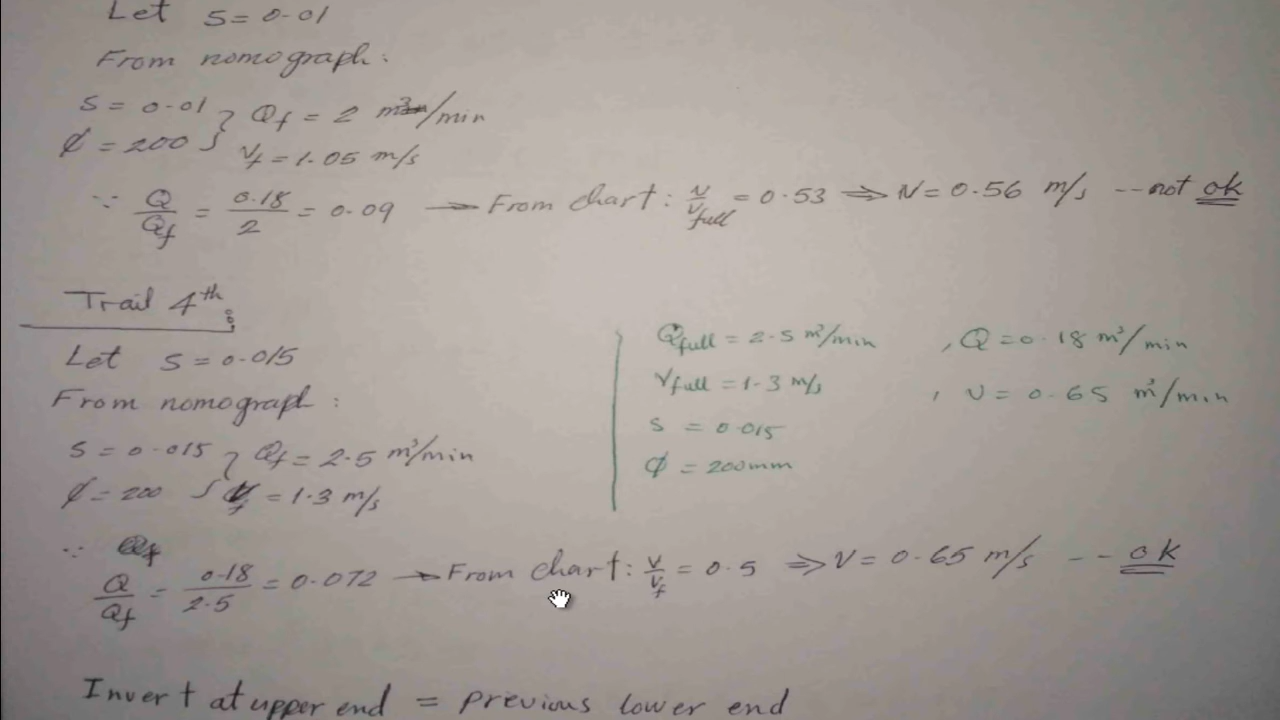 Let S = 0.01
From nomograph:
S = 0.01 } Qf = 2 m³/min
Ø = 200 } Vf = 1.05 m/s
∵ Q/Qf = 0.18/2 = 0.09 → From chart: v/vfull = 0.53 ⇒ V = 0.56 m/s -- not ok
Trail 4th:
Let S = 0.015
From nomograph:
S = 0.015 } Qf = 2.5 m³/min
Ø = 200 } Vf = 1.3 m/s
Qfull = 2.5 m³/min , Q = 0.18 m³/min
Vfull = 1.3 m/s , V = 0.65 m³/min
S = 0.015
Ø = 200mm
∵ Q/Qf = 0.18/2.5 = 0.072 → From chart: v/vf = 0.5 ⇒ V = 0.65 m/s -- ok
Invert at upper end = previous lower end